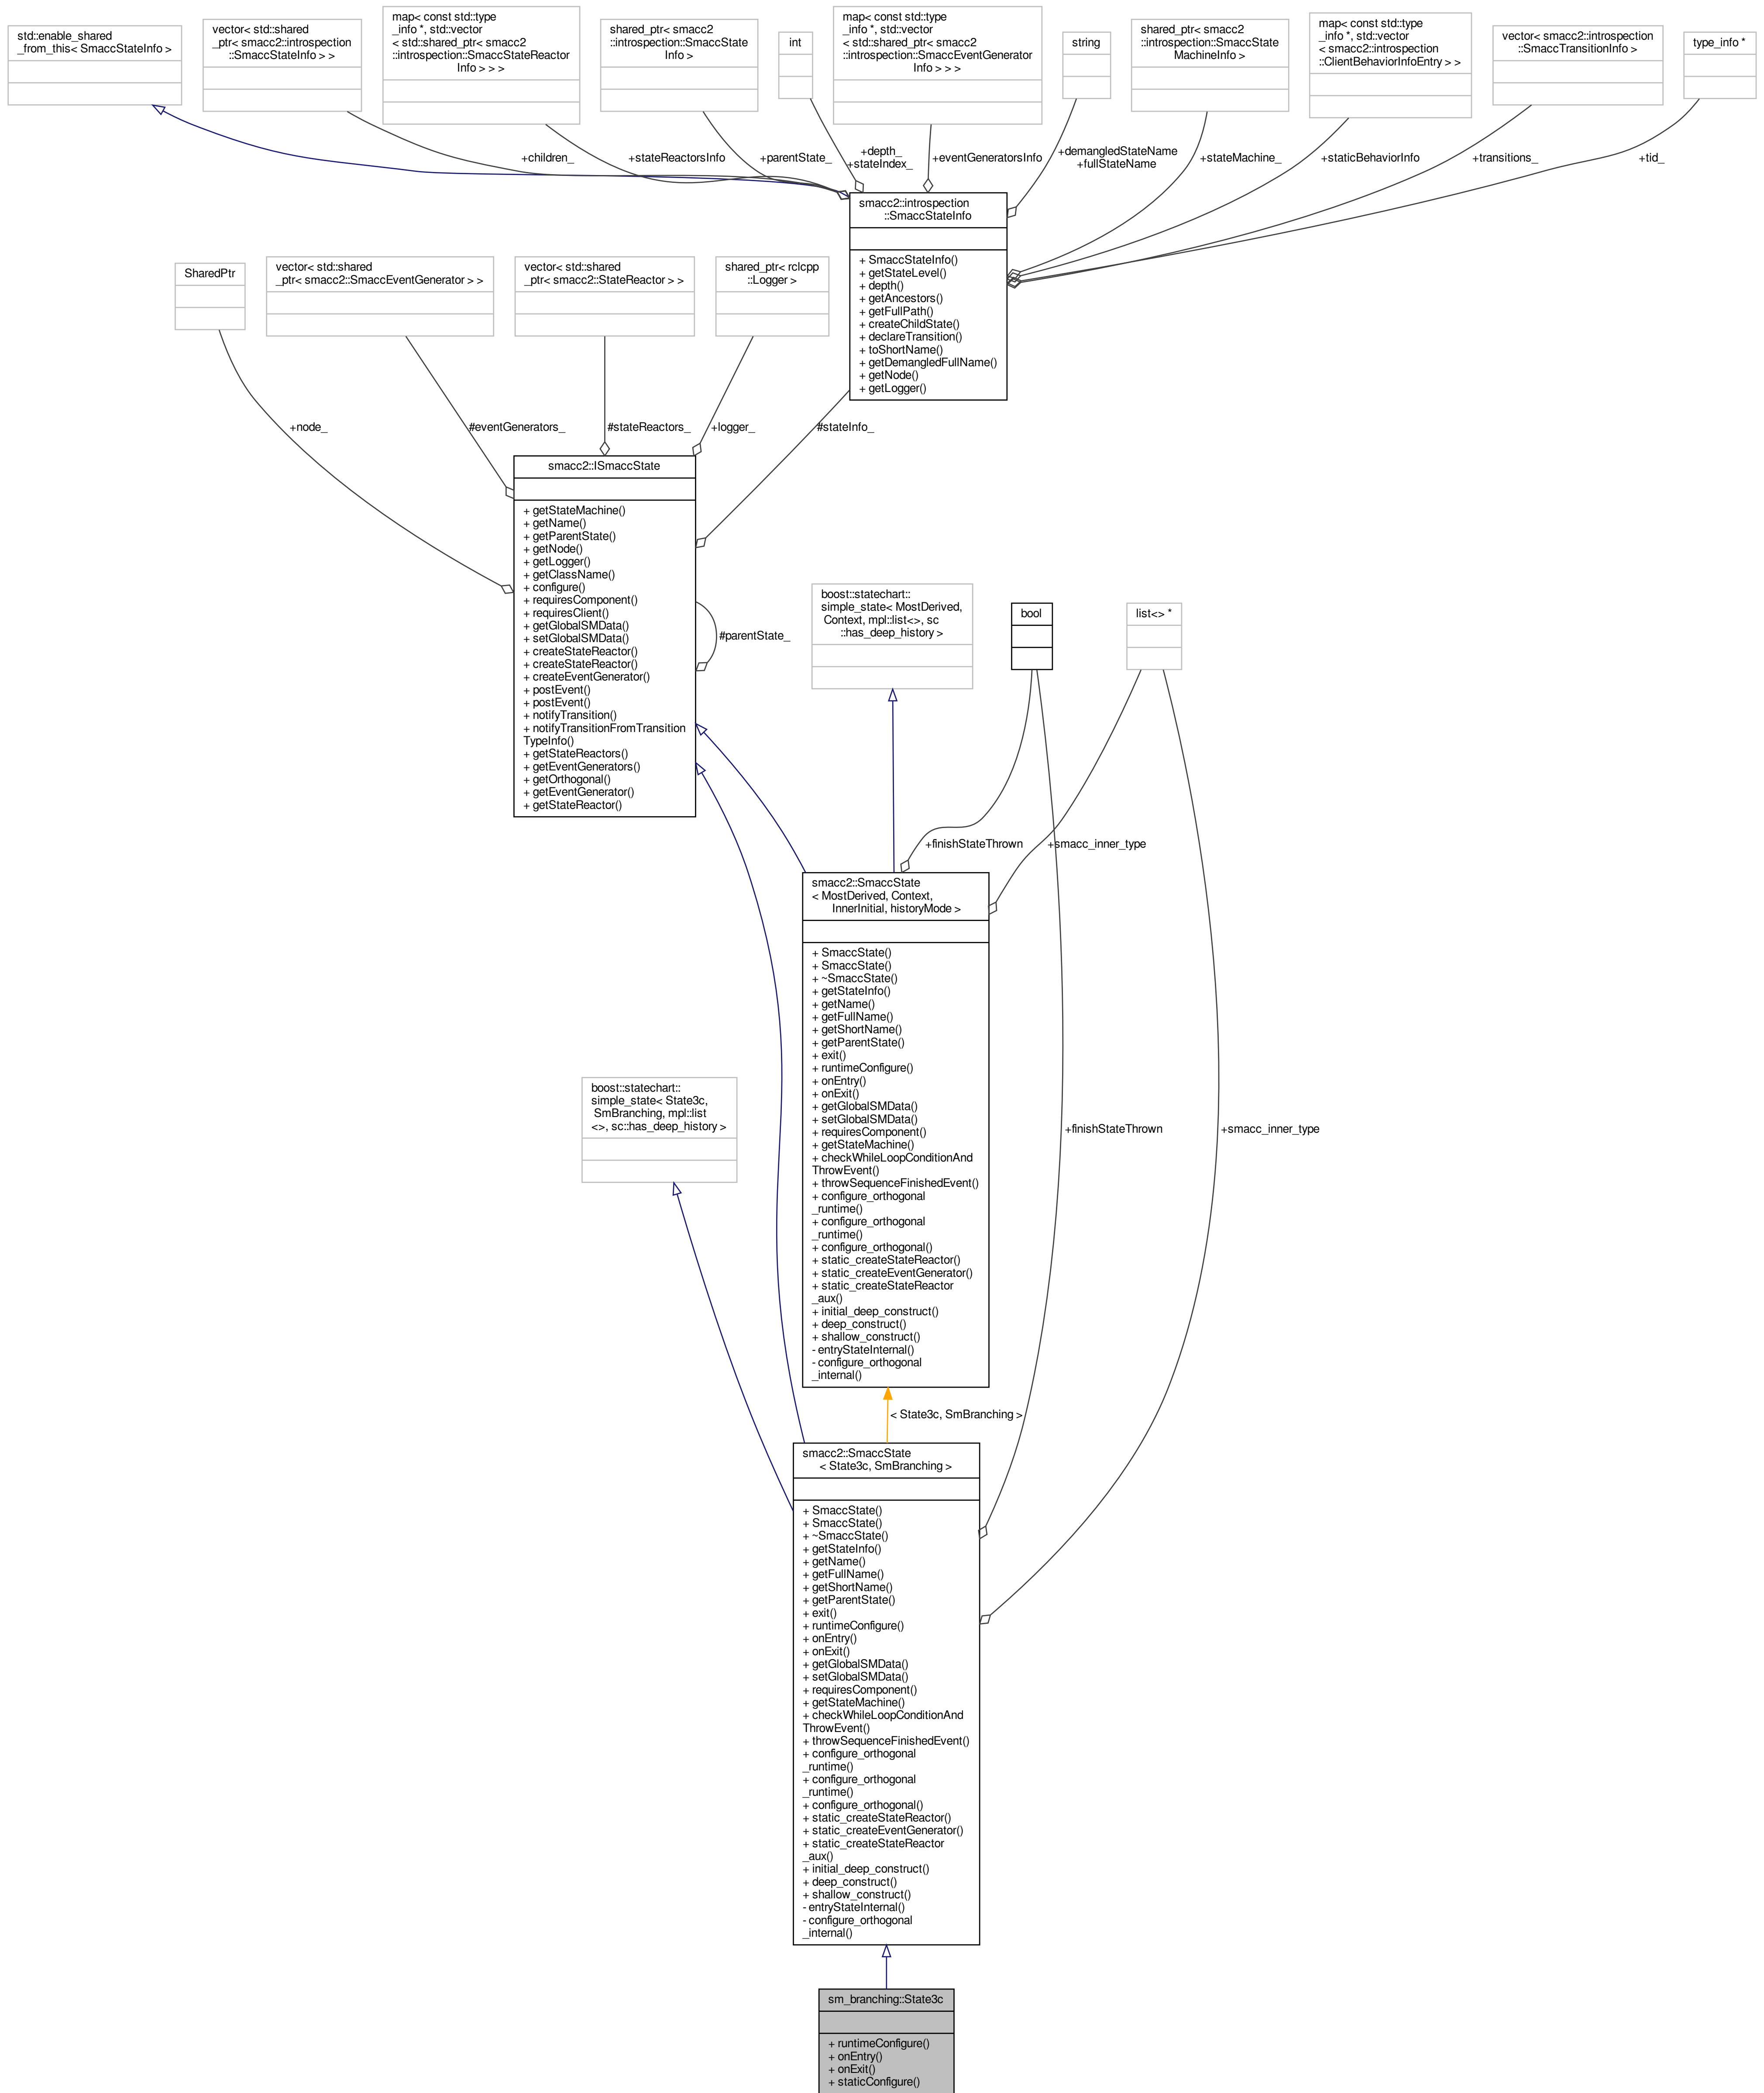 std::enable_shared
_from_this< SmaccStateInfo >
vector< std::shared
_ptr< smacc2::introspection
::SmaccStateInfo > >
map< const std::type
_info *, std::vector
< std::shared_ptr< smacc2
::introspection::SmaccStateReactor
Info > > >
shared_ptr< smacc2
::introspection::SmaccState
Info >
int
map< const std::type
_info *, std::vector
< std::shared_ptr< smacc2
::introspection::SmaccEventGenerator
Info > > >
string
shared_ptr< smacc2
::introspection::SmaccState
MachineInfo >
map< const std::type
_info *, std::vector
< smacc2::introspection
::ClientBehaviorInfoEntry > >
vector< smacc2::introspection
::SmaccTransitionInfo >
type_info *
+children_
+stateReactorsInfo
+parentState_
+depth_
+stateIndex_
+eventGeneratorsInfo
+demangledStateName
+fullStateName
+stateMachine_
+staticBehaviorInfo
+transitions_
+tid_
smacc2::introspection
::SmaccStateInfo
+ SmaccStateInfo()
+ getStateLevel()
+ depth()
+ getAncestors()
+ getFullPath()
+ createChildState()
+ declareTransition()
+ toShortName()
+ getDemangledFullName()
+ getNode()
+ getLogger()
SharedPtr
vector< std::shared
_ptr< smacc2::SmaccEventGenerator > >
vector< std::shared
_ptr< smacc2::StateReactor > >
shared_ptr< rclcpp
::Logger >
+node_
#eventGenerators_
#stateReactors_
+logger_
#stateInfo_
smacc2::ISmaccState
+ getStateMachine()
+ getName()
+ getParentState()
+ getNode()
+ getLogger()
+ getClassName()
+ configure()
+ requiresComponent()
+ requiresClient()
+ getGlobalSMData()
+ setGlobalSMData()
+ createStateReactor()
+ createStateReactor()
+ createEventGenerator()
+ postEvent()
+ postEvent()
+ notifyTransition()
+ notifyTransitionFromTransition
TypeInfo()
+ getStateReactors()
+ getEventGenerators()
+ getOrthogonal()
+ getEventGenerator()
+ getStateReactor()
#parentState_
boost::statechart::
simple_state< MostDerived,
Context, mpl::list<>, sc
::has_deep_history >
bool
list<> *
+finishStateThrown
+smacc_inner_type
smacc2::SmaccState
< MostDerived, Context,
InnerInitial, historyMode >
+ SmaccState()
+ SmaccState()
+ ~SmaccState()
+ getStateInfo()
+ getName()
+ getFullName()
+ getShortName()
+ getParentState()
+ exit()
+ runtimeConfigure()
+ onEntry()
+ onExit()
+ getGlobalSMData()
+ setGlobalSMData()
+ requiresComponent()
+ getStateMachine()
+ checkWhileLoopConditionAnd
ThrowEvent()
+ throwSequenceFinishedEvent()
+ configure_orthogonal
_runtime()
+ configure_orthogonal
_runtime()
+ configure_orthogonal()
+ static_createStateReactor()
+ static_createEventGenerator()
+ static_createStateReactor
_aux()
+ initial_deep_construct()
+ deep_construct()
+ shallow_construct()
- entryStateInternal()
- configure_orthogonal
_internal()
boost::statechart::
simple_state< State3c,
SmBranching, mpl::list
<>, sc::has_deep_history >
+finishStateThrown
+smacc_inner_type
< State3c, SmBranching >
smacc2::SmaccState
< State3c, SmBranching >
+ SmaccState()
+ SmaccState()
+ ~SmaccState()
+ getStateInfo()
+ getName()
+ getFullName()
+ getShortName()
+ getParentState()
+ exit()
+ runtimeConfigure()
+ onEntry()
+ onExit()
+ getGlobalSMData()
+ setGlobalSMData()
+ requiresComponent()
+ getStateMachine()
+ checkWhileLoopConditionAnd
ThrowEvent()
+ throwSequenceFinishedEvent()
+ configure_orthogonal
_runtime()
+ configure_orthogonal
_runtime()
+ configure_orthogonal()
+ static_createStateReactor()
+ static_createEventGenerator()
+ static_createStateReactor
_aux()
+ initial_deep_construct()
+ deep_construct()
+ shallow_construct()
- entryStateInternal()
- configure_orthogonal
_internal()
sm_branching::State3c
+ runtimeConfigure()
+ onEntry()
+ onExit()
+ staticConfigure()